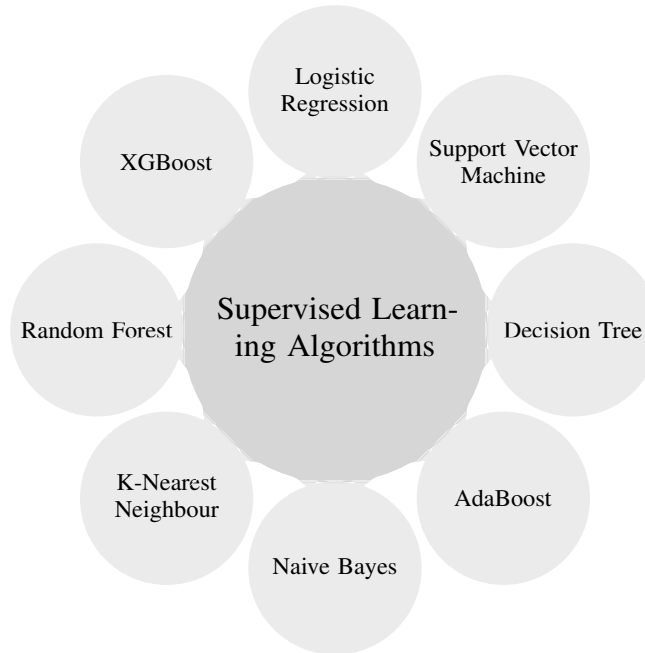 Logistic
Regression
XGBoost
Support Vector
Machine
Supervised Learn-
ing Algorithms
Random Forest
Decision Tree
K-Nearest
Neighbour
AdaBoost
Naive Bayes